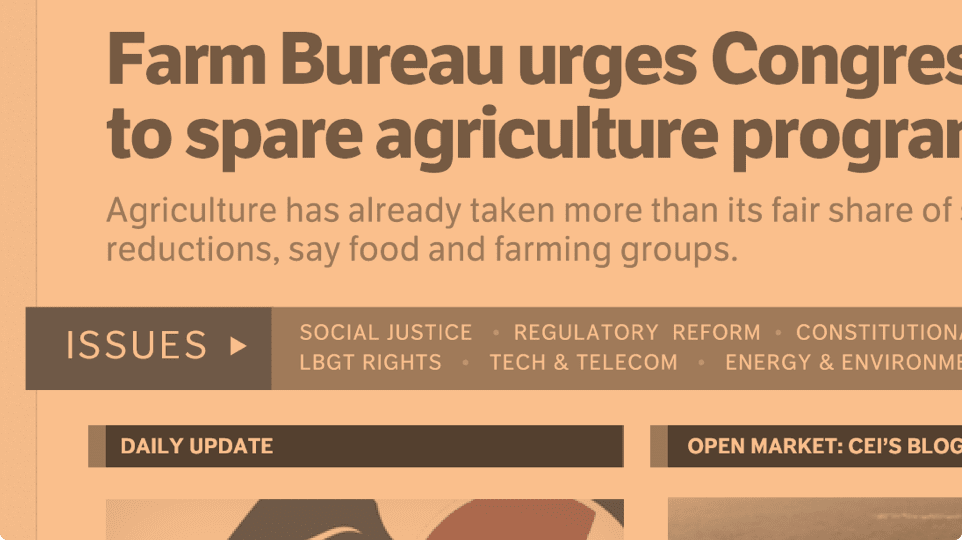 Farm Bureau urges Congres
to spare agriculture progra
Agriculture has already taken more than its fair share of
reductions, say food and farming groups.
ISSUES ▶
SOCIAL JUSTICE • REGULATORY REFORM • CONSTITUTIONA
LBGT RIGHTS • TECH & TELECOM • ENERGY & ENVIRONME
DAILY UPDATE
OPEN MARKET: CEI'S BLOG